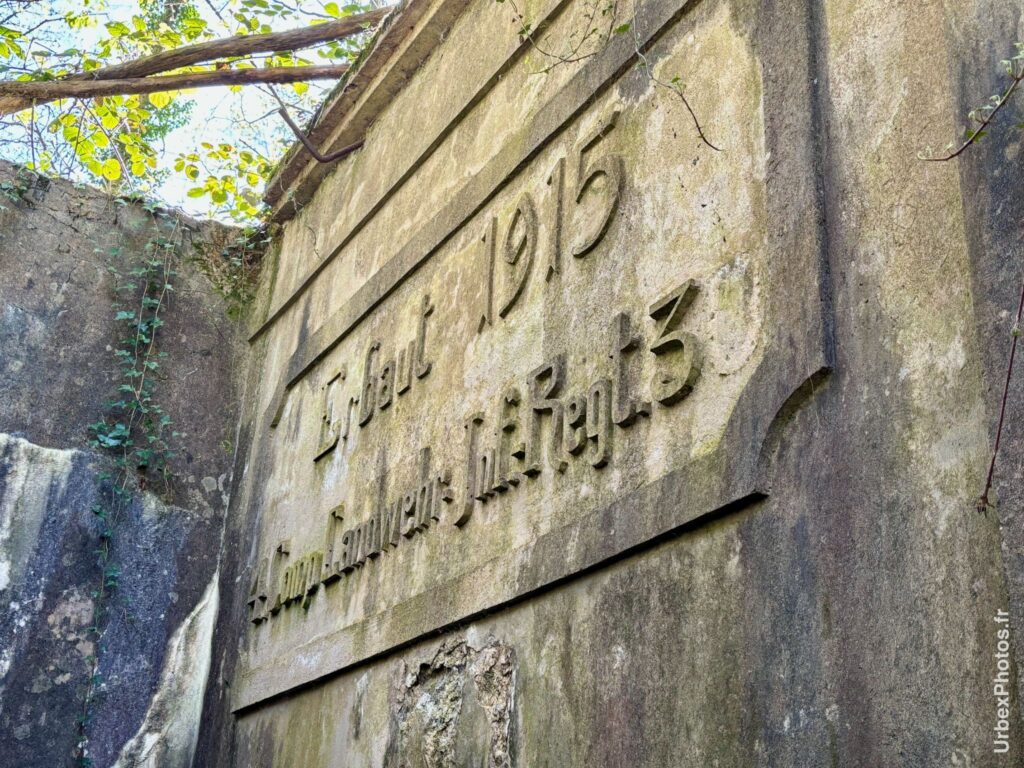 Erbaut 1915
4. Comp. Landwehr-Inf. Regt. 3
UrbexPhotos.fr